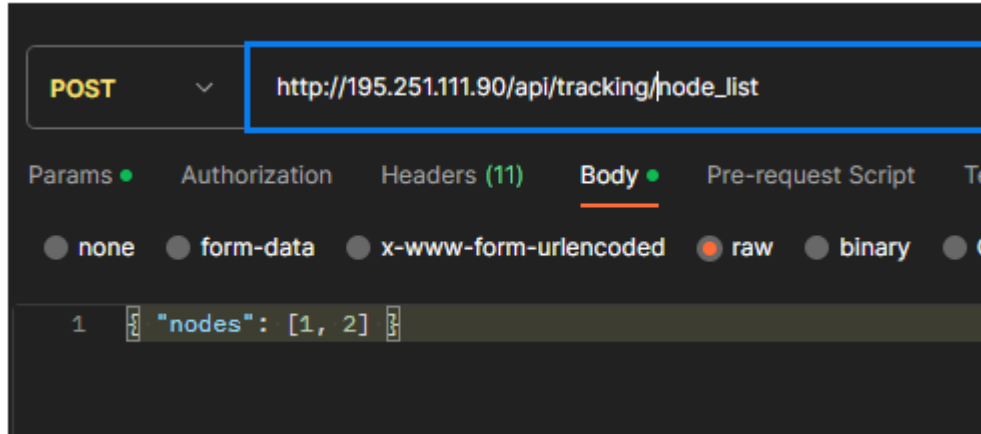 POST http://195.251.111.90/api/tracking/node_list
Params Authorization Headers (11) Body Pre-request Script
none form-data x-www-form-urlencoded raw binary
1 { "nodes": [1, 2] }